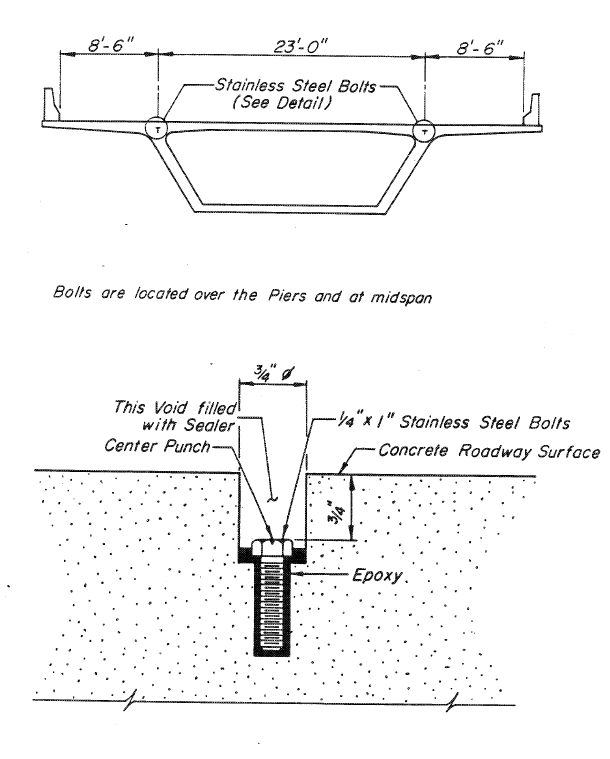 8'-6" 23'-0" 8'-6"
Stainless Steel Bolts
(See Detail)
T T
Bolts are located over the Piers and at midspan
3/4" Ø
This Void filled
with Sealer
Center Punch
1/4" x 1" Stainless Steel Bolts
Concrete Roadway Surface
3/4"
Epoxy